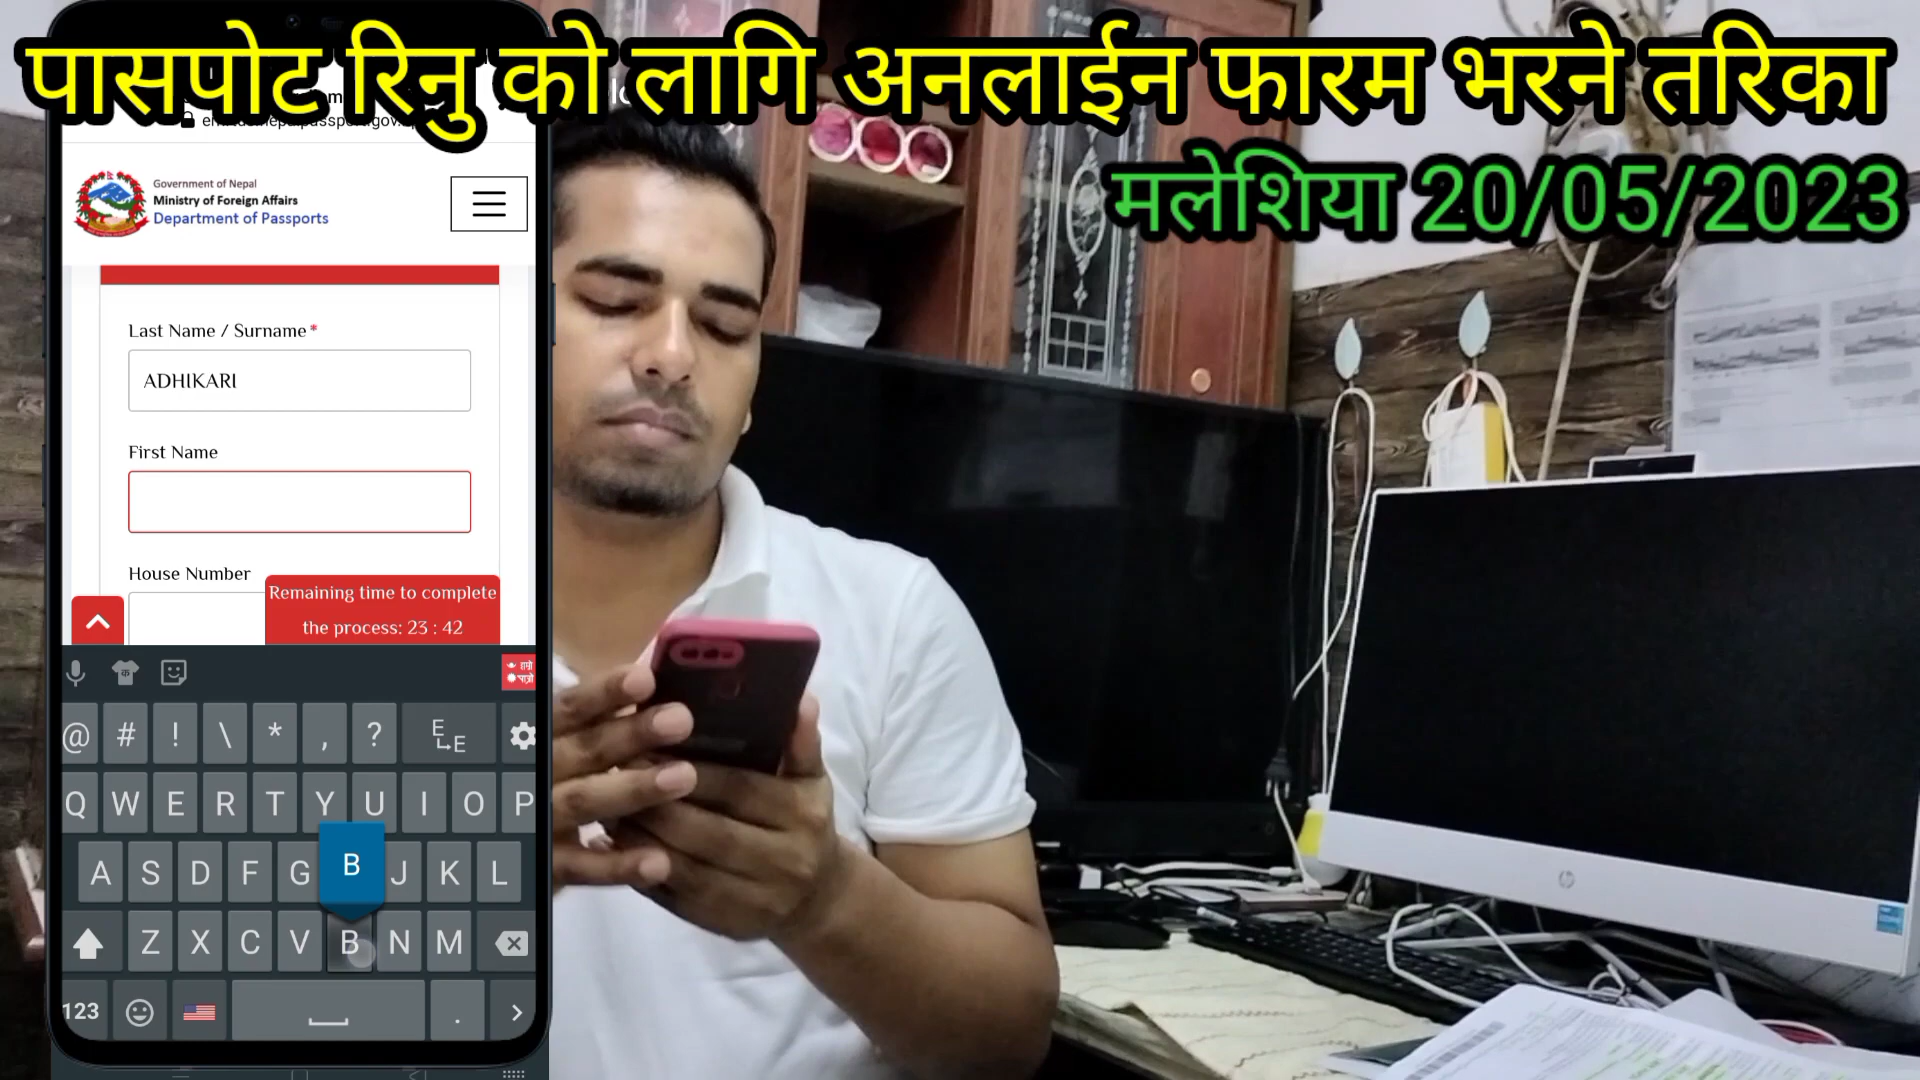 पासपोट रिनु को लागि अनलाईन फारम भरने तरिका
मलेशिया 20/05/2023
Government of Nepal
Ministry of Foreign Affairs
Department of Passports
Last Name / Surname*
ADHIKARI
First Name
House Number
Remaining time to complete
the process: 23 : 42
@ # ! \ * , ? E E
Q W E R T Y U I O P
A S D F G B J K L
Z X C V B N M
123 .
hp